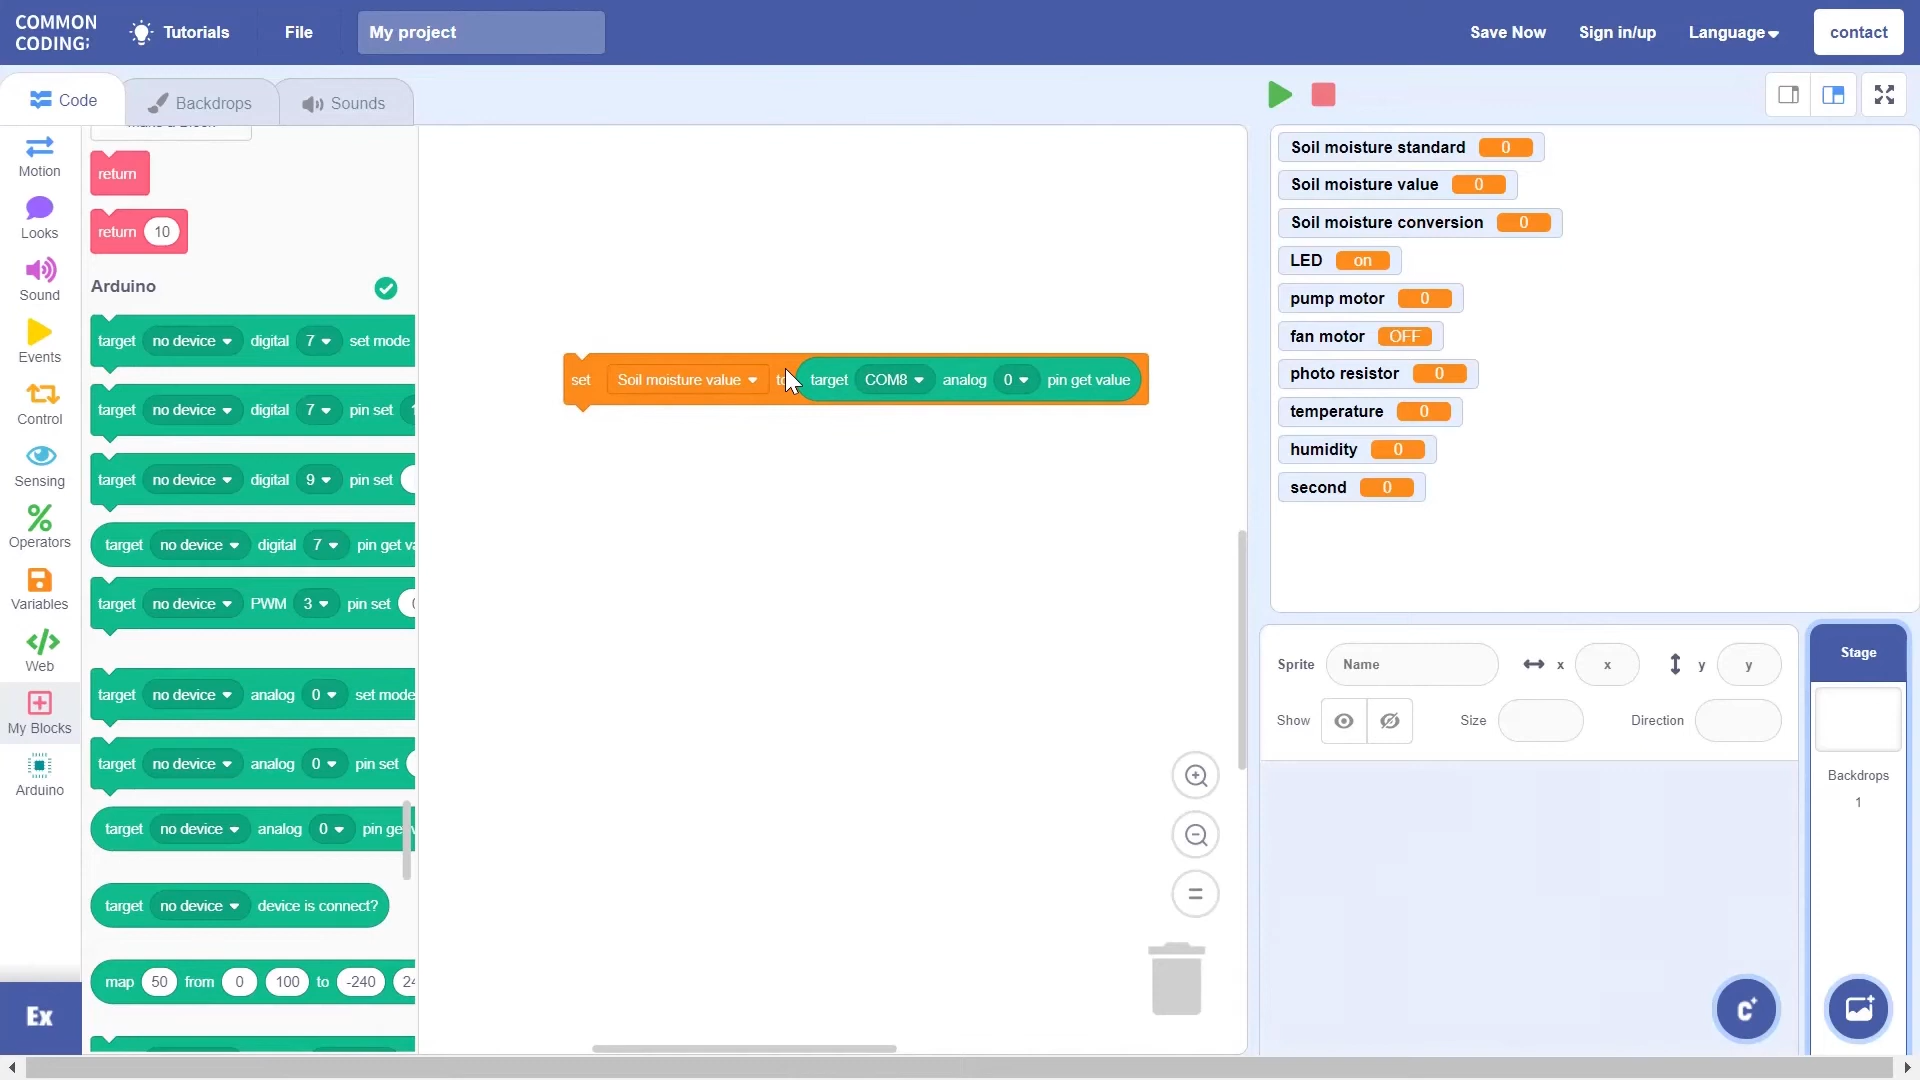 COMMON
CODING;
Tutorials
File
My project
Save Now
Sign in/up
Language
contact
Code
Backdrops
Sounds
Motion
Looks
Sound
Events
Control
Sensing
Operators
Variables
Web
My Blocks
Arduino
Ex
Make a Block
return
return 10
Arduino
target no device digital 7 set mode
target no device digital 7 pin set
target no device digital 9 pin set
target no device digital 7 pin get va
target no device PWM 3 pin set
target no device analog 0 set mode
target no device analog 0 pin set
target no device analog 0 pin ge
target no device device is connect?
map 50 from 0 100 to -240 24
set Soil moisture value to target COM8 analog 0 pin get value
Soil moisture standard 0
Soil moisture value 0
Soil moisture conversion 0
LED on
pump motor 0
fan motor OFF
photo resistor 0
temperature 0
humidity 0
second 0
Sprite Name x x y y
Show Size Direction
Stage
Backdrops
1
C